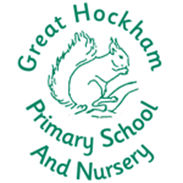 Great Hockham
Primary School
And Nursery